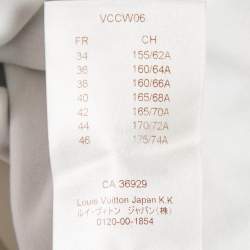 VCCW06
FR CH
34 155/62A
36 160/64A
38 160/66A
40 165/68A
42 165/70A
44 170/72A
46 175/74A
CA 36929
Louis Vuitton Japan K.K
ルイ・ヴィトン ジャパン(株)
0120-00-1854